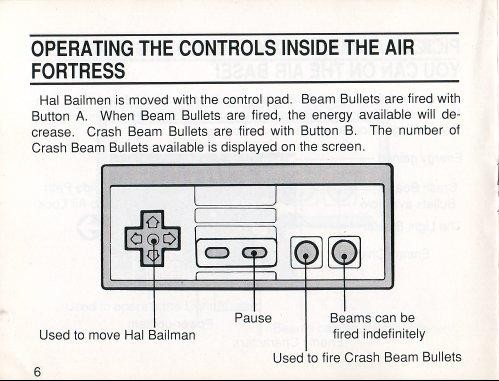 OPERATING THE CONTROLS INSIDE THE AIR
FORTRESS
Hal Bailmen is moved with the control pad. Beam Bullets are fired with
Button A. When Beam Bullets are fired, the energy available will de-
crease. Crash Beam Bullets are fired with Button B. The number of
Crash Beam Bullets available is displayed on the screen.
Pause
Beams can be
fired indefinitely
Used to move Hal Bailman
Used to fire Crash Beam Bullets
6